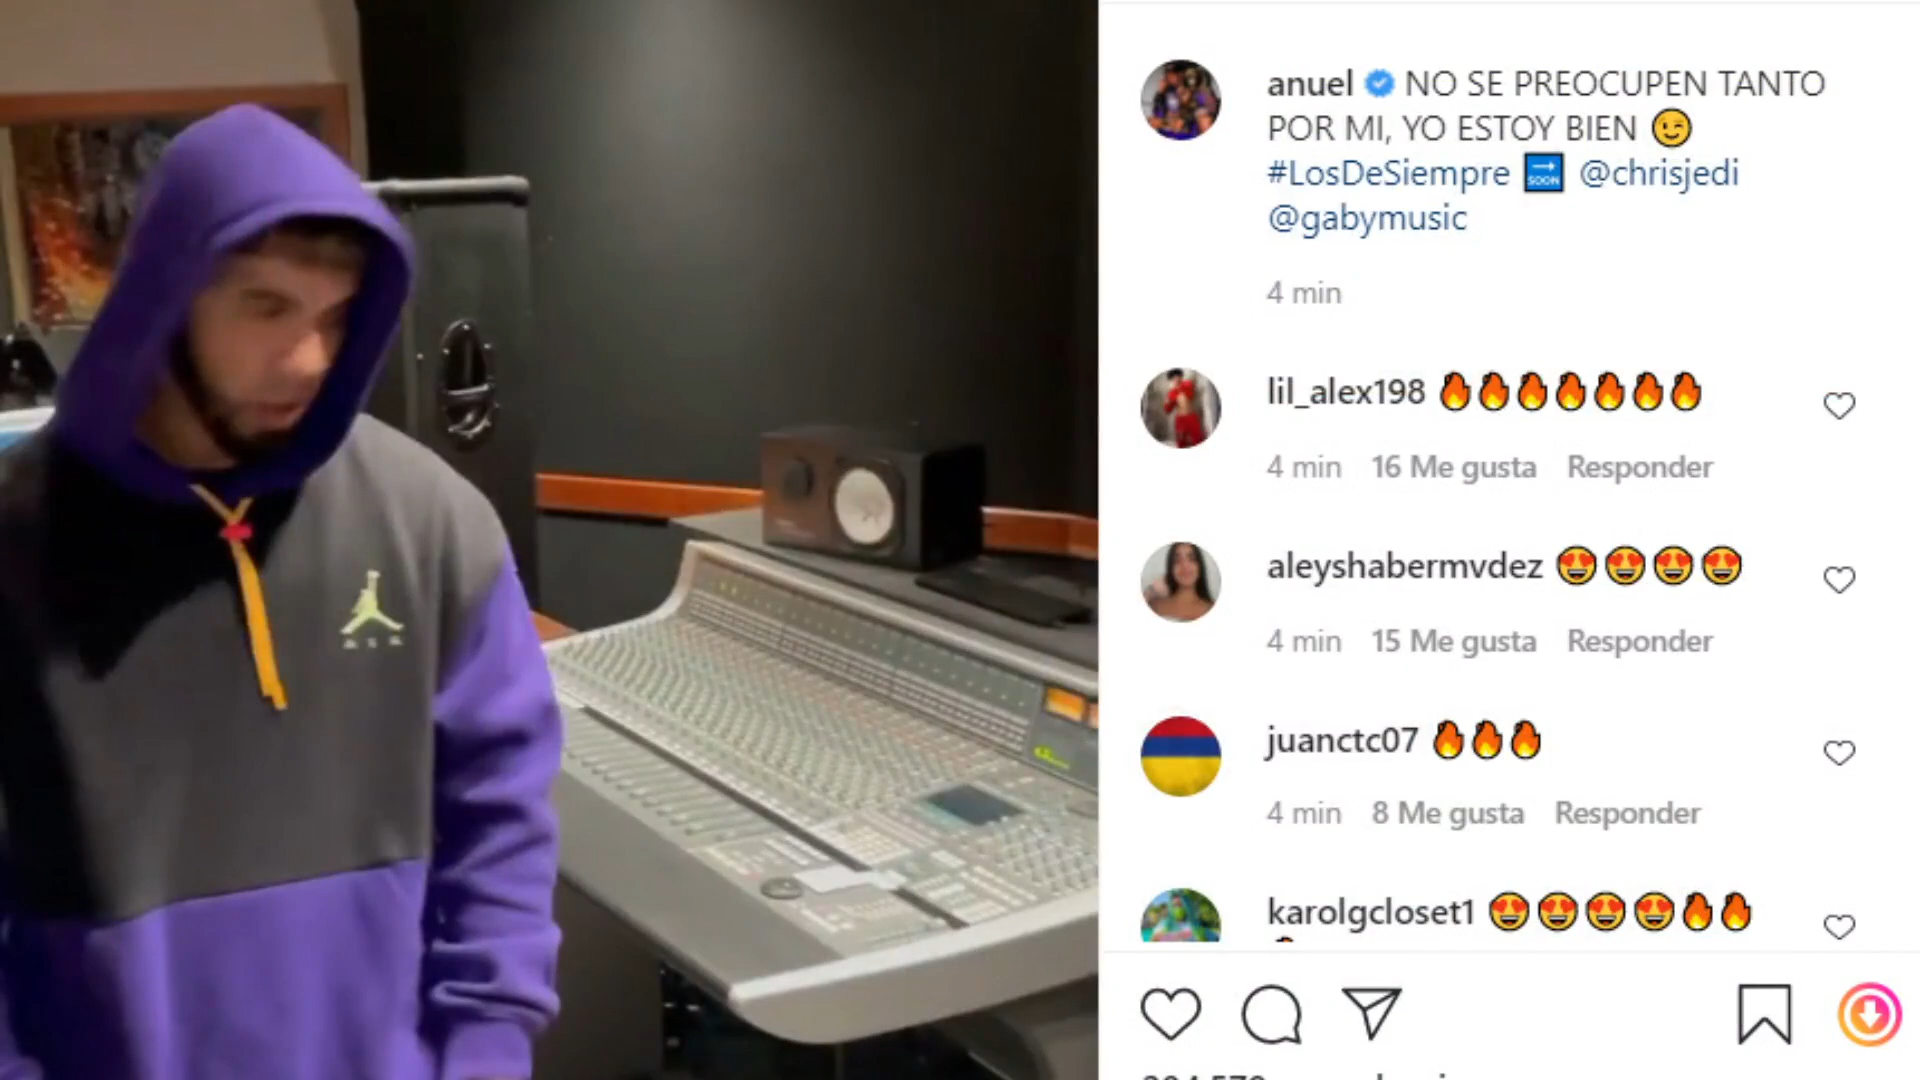 anuel NO SE PREOCUPEN TANTO
POR MI, YO ESTOY BIEN 😉
#LosDeSiempre 🔜 @chrisjedi
@gabymusic
4 min
lil_alex198 🔥🔥🔥🔥🔥🔥🔥
4 min 16 Me gusta Responder
aleyshabermvdez 😍😍😍😍
4 min 15 Me gusta Responder
juanctc07 🔥🔥🔥
4 min 8 Me gusta Responder
karolgcloset1 😍😍😍😍🔥🔥